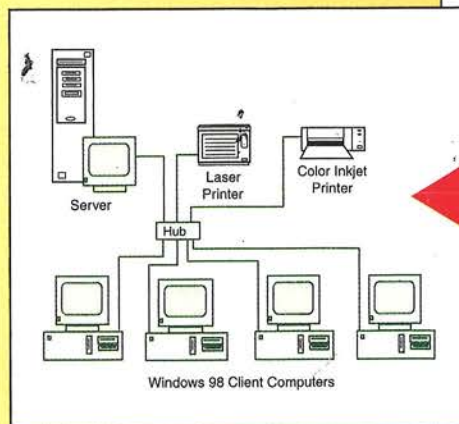 Server
Laser
Printer
Color Inkjet
Printer
Hub
Windows 98 Client Computers